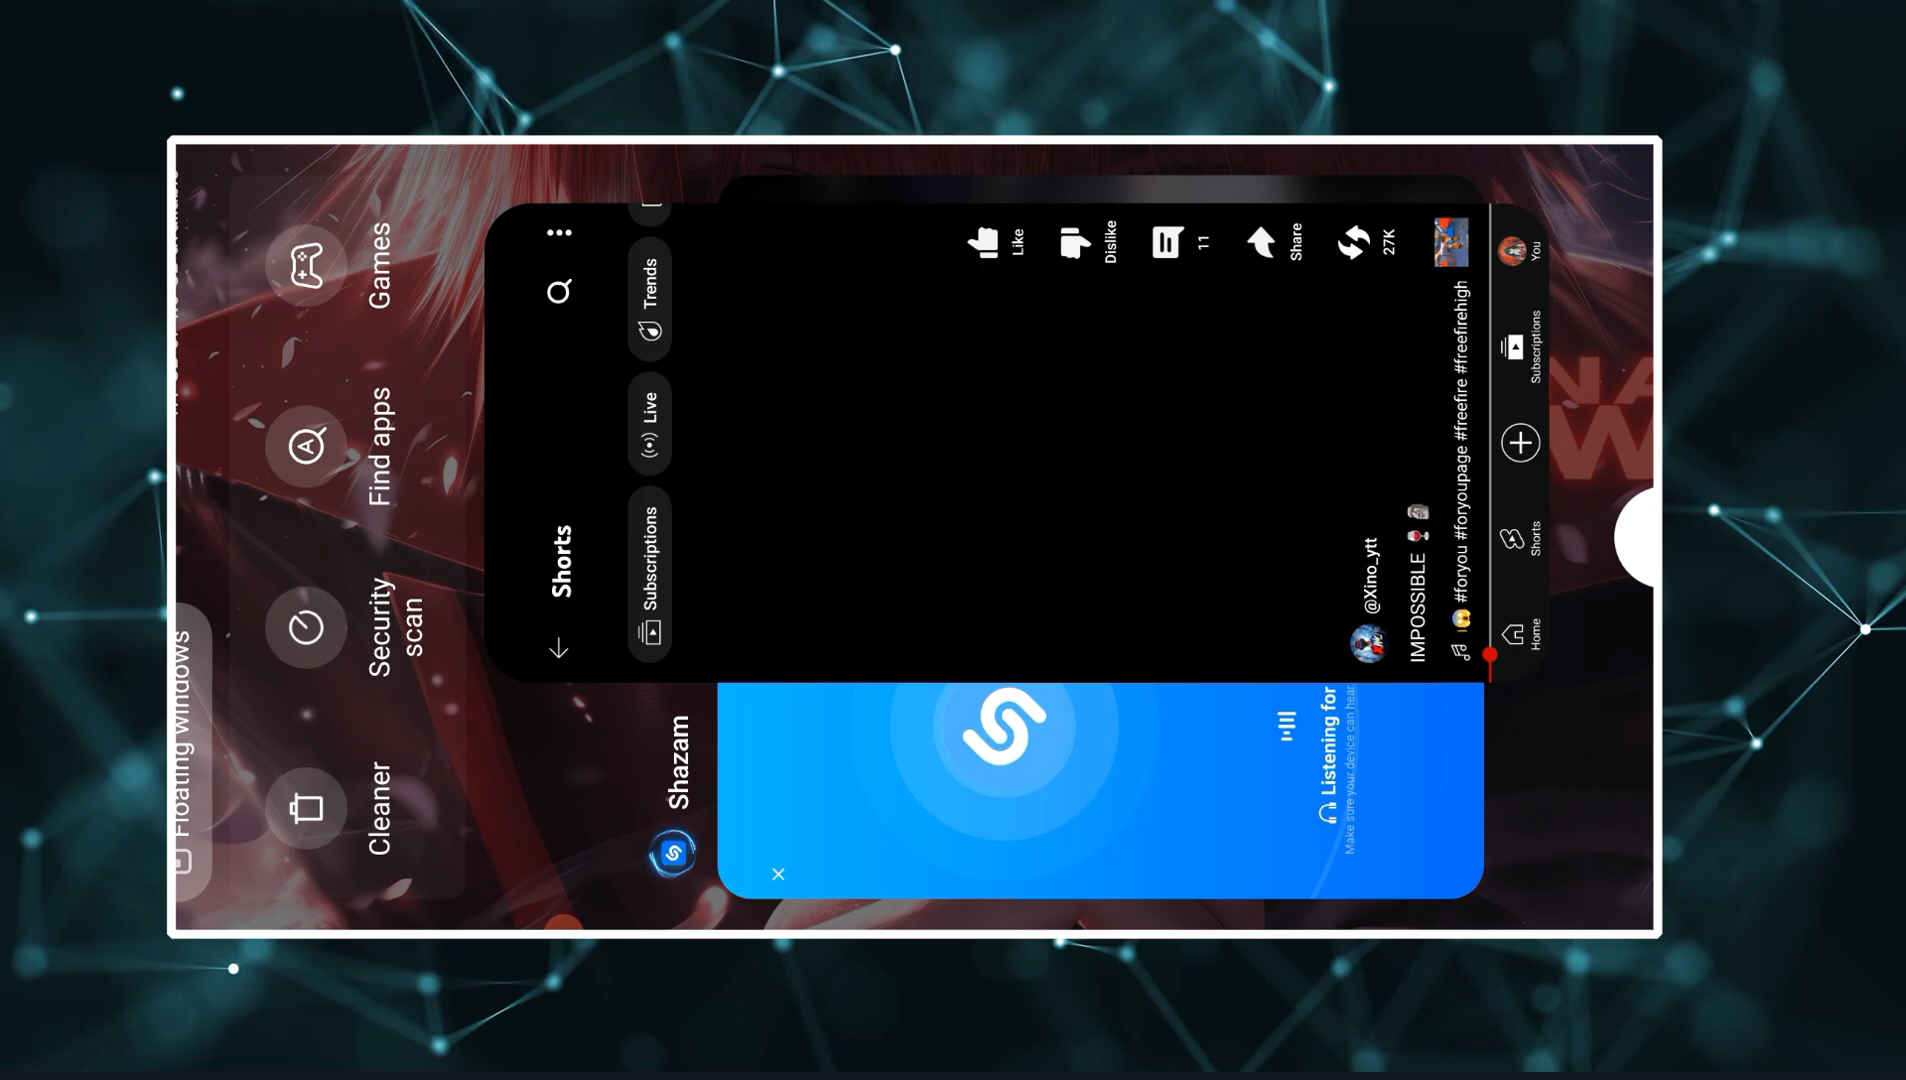 Floating windows
Cleaner
Security
scan
Find apps
Games
Shorts
Subscriptions
Live
Trends
Like
Dislike
11
Share
27K
@Xino_ytt
IMPOSSIBLE 🍷🗿
😱 #foryou #foryoupage #freefire #freefirehigh
Home
Shorts
Subscriptions
You
Shazam
Listening for
Make sure your device can hear